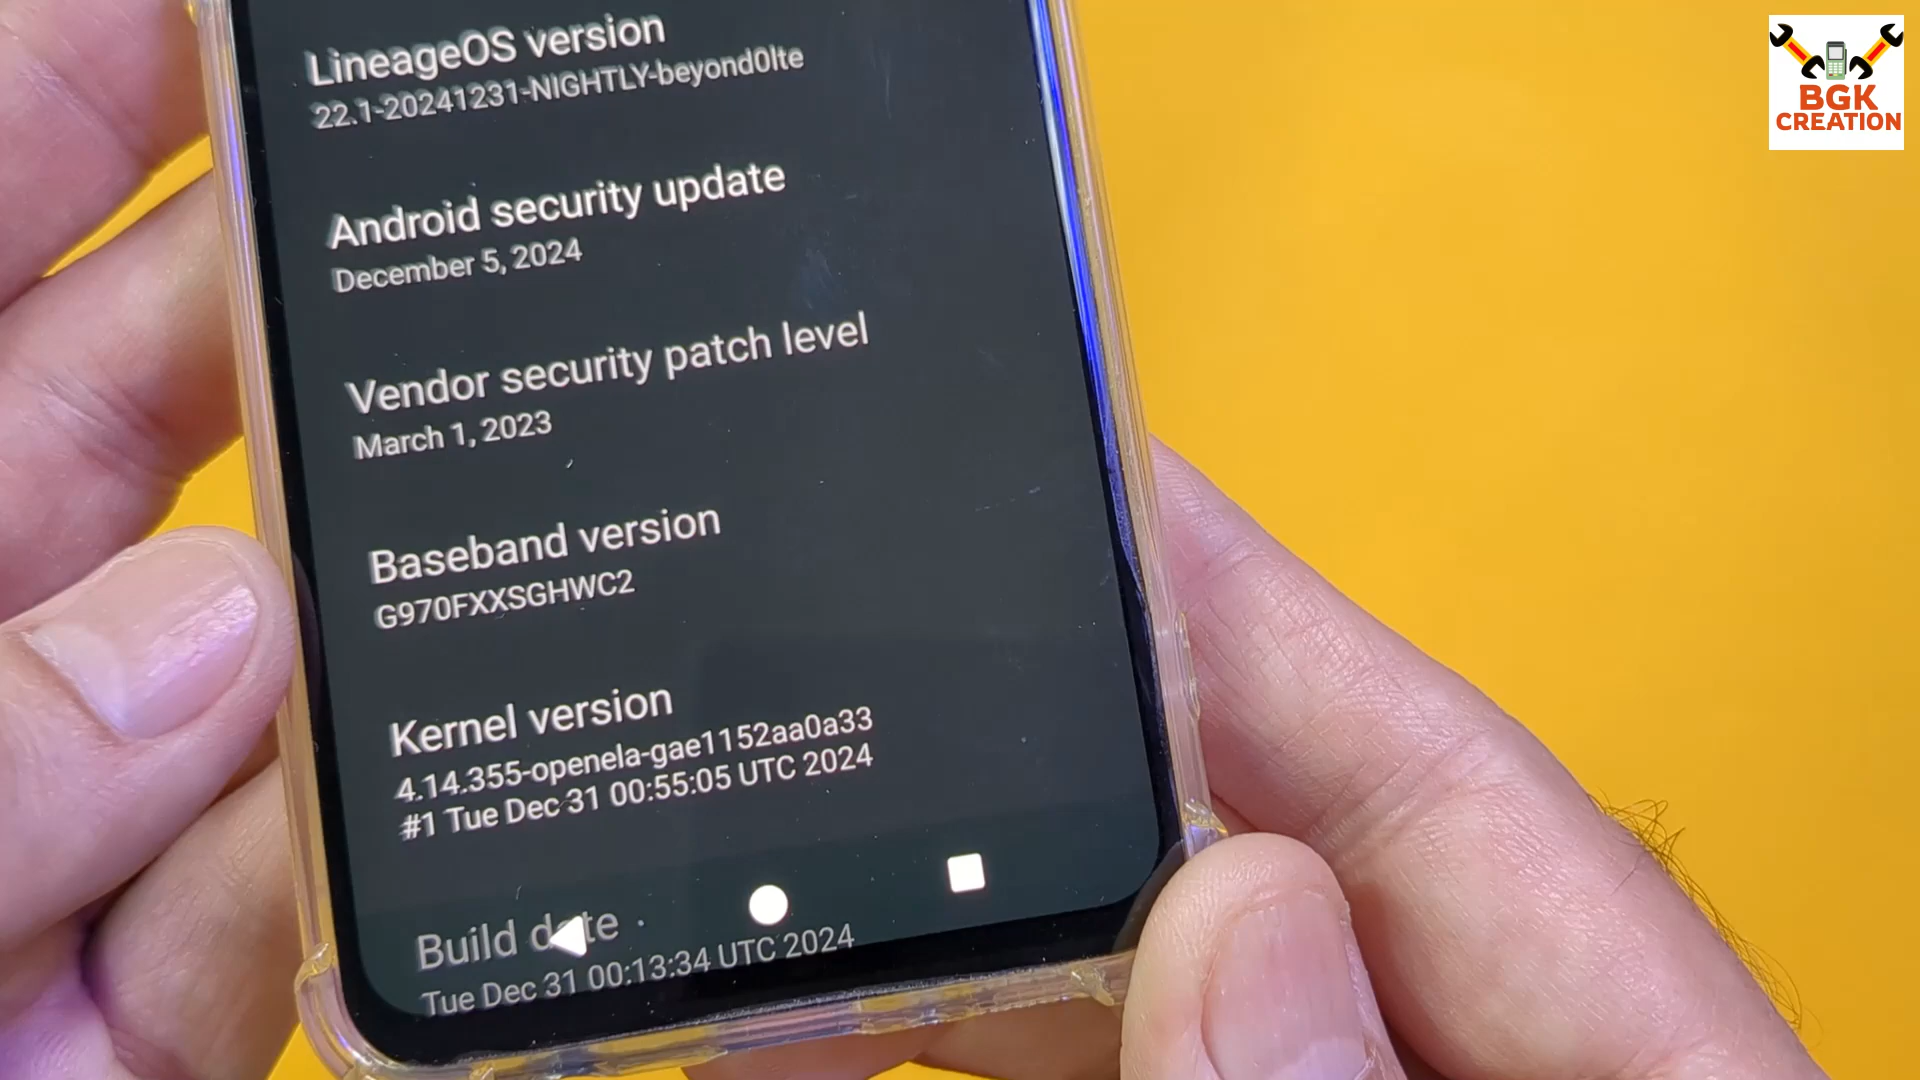 LineageOS version
22.1-20241231-NIGHTLY-beyond0lte
Android security update
December 5, 2024
Vendor security patch level
March 1, 2023
Baseband version
G970FXXSGHWC2
Kernel version
4.14.355-openela-gae1152aa0a33
#1 Tue Dec 31 00:55:05 UTC 2024
Build date
Tue Dec 31 00:13:34 UTC 2024
BGK
CREATION